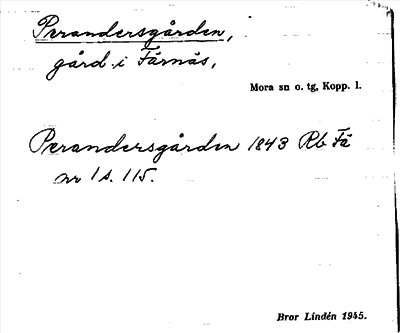 Perandersgården,
gård i Färnäs,
Mora sn o. tg, Kopp. l.
Perandersgården 1843 Rb Fä
nr 1 s. 115.
Bror Lindén 1945.